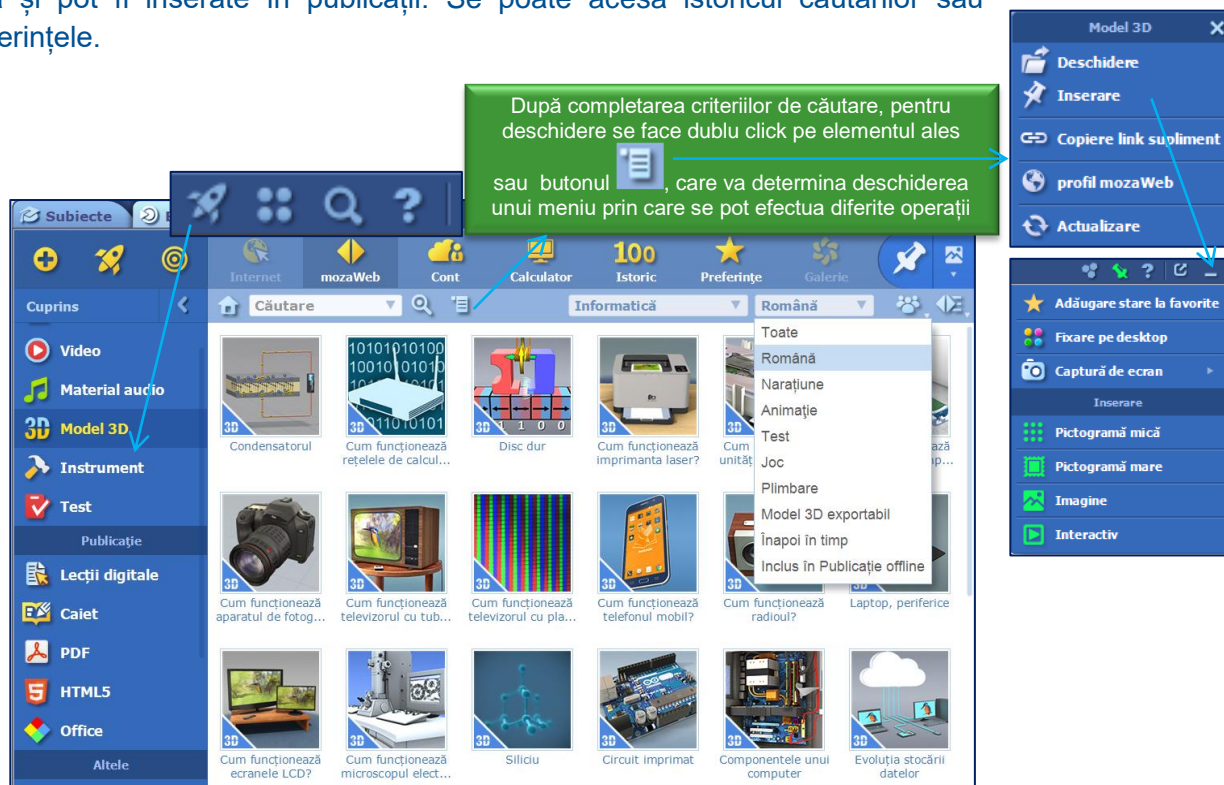 și pot fi inserate în publicații. Se poate acesa istoricul căutărilor sau
erințele.
Model 3D
Deschidere
Inserare
Copiere link supliment
profil mozaWeb
Actualizare
După completarea criteriilor de căutare, pentru
deschidere se face dublu click pe elementul ales
sau butonul , care va determina deschiderea
unui meniu prin care se pot efectua diferite operații
Subiecte
Internet
mozaWeb
Cont
Calculator
100
Istoric
Preferințe
Galerie
Cuprins
Căutare
Informatică
Română
Toate
Română
Narațiune
Animație
Test
Joc
Plimbare
Model 3D exportabil
Înapoi în timp
Inclus în Publicație offline
Video
Material audio
3D Model 3D
Instrument
Test
Publicație
Lecții digitale
Caiet
PDF
HTML5
Office
Altele
Condensatorul
Cum funcționează
rețelele de calcul...
Disc dur
Cum funcționează
imprimanta laser?
Cum funcționează
aparatul de fotog...
Cum funcționează
televizorul cu tub...
Cum funcționează
televizorul cu pla...
Cum funcționează
telefonul mobil?
Cum funcționează
radioul?
Laptop, periferice
Cum funcționează
ecranele LCD?
Cum funcționează
microscopul elect...
Siliciu
Circuit imprimat
Componentele unui
computer
Evoluția stocării
datelor
Adăugare stare la favorite
Fixare pe desktop
Captură de ecran
Inserare
Pictogramă mică
Pictogramă mare
Imagine
Interactiv